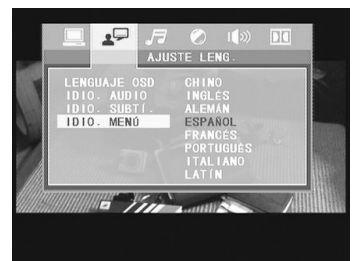 AJUSTE LENG.
LENGUAJE OSD
IDIO. AUDIO
IDIO. SUBTÍ.
IDIO. MENÚ
CHINO
INGLÉS
ALEMÁN
ESPAÑOL
FRANCÉS
PORTUGUÉS
ITALIANO
LATÍN